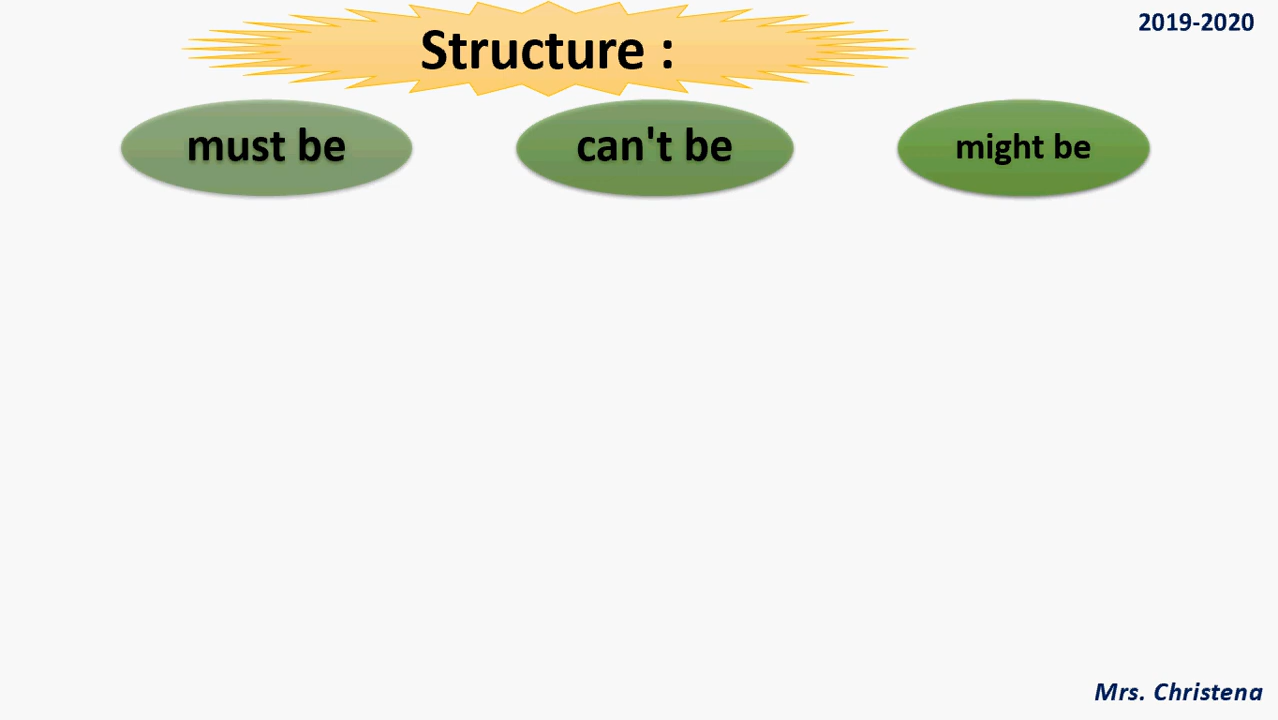 2019-2020
Structure :
must be
can't be
might be
Mrs. Christena